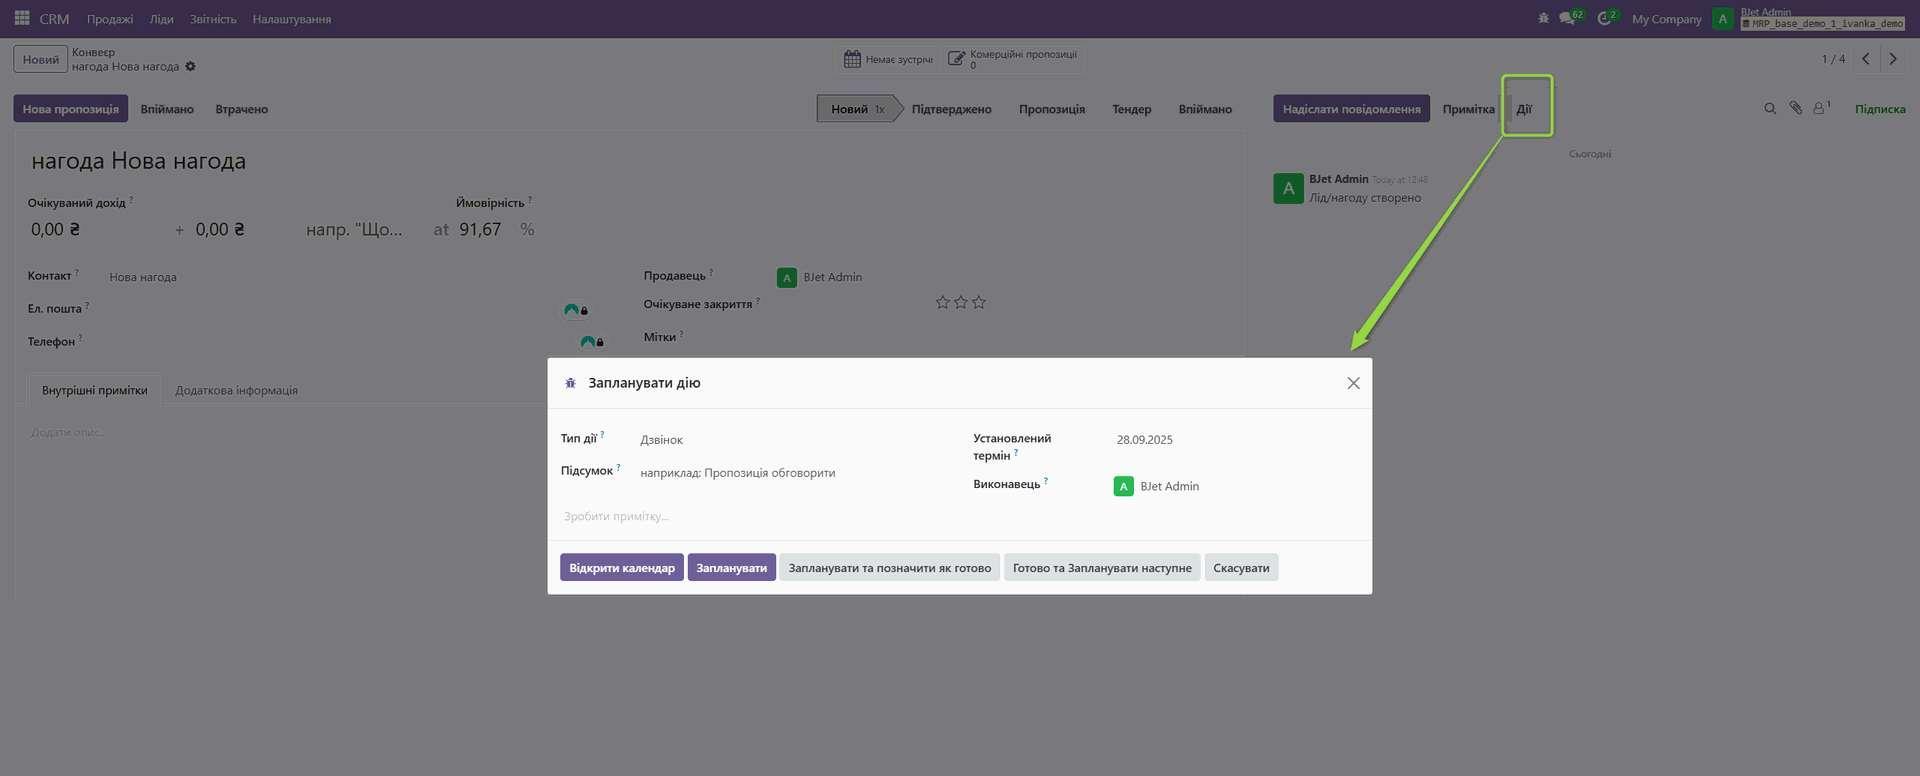 CRM Продажі Ліди Звітність Налаштування
62 2 My Company A BJet Admin
MRP_base_demo_1_ivanka_demo
Новий Конвеєр
нагода Нова нагода
Немає зустрічі
Комерційні пропозиції
0
1 / 4
Нова пропозиція Впіймано Втрачено
Новий 1x Підтверджено Пропозиція Тендер Впіймано
Надіслати повідомлення Примітка Дії
1 Підписка
нагода Нова нагода
Сьогодні
A BJet Admin Today at 12:48
Лід/нагоду створено
Очікуваний дохід ? Ймовірність ?
0,00 ₴ + 0,00 ₴ напр. "Що... at 91,67 %
Контакт ? Нова нагода
Продавець ? A BJet Admin
Ел. пошта ?
Очікуване закриття ?
Телефон ?
Мітки ?
Внутрішні примітки Додаткова інформація
Додати опис...
Запланувати дію
Тип дії ? Дзвінок
Установлений термін ? 28.09.2025
Підсумок ? наприклад: Пропозиція обговорити
Виконавець ? A BJet Admin
Зробити примітку...
Відкрити календар Запланувати Запланувати та позначити як готово Готово та Запланувати наступне Скасувати